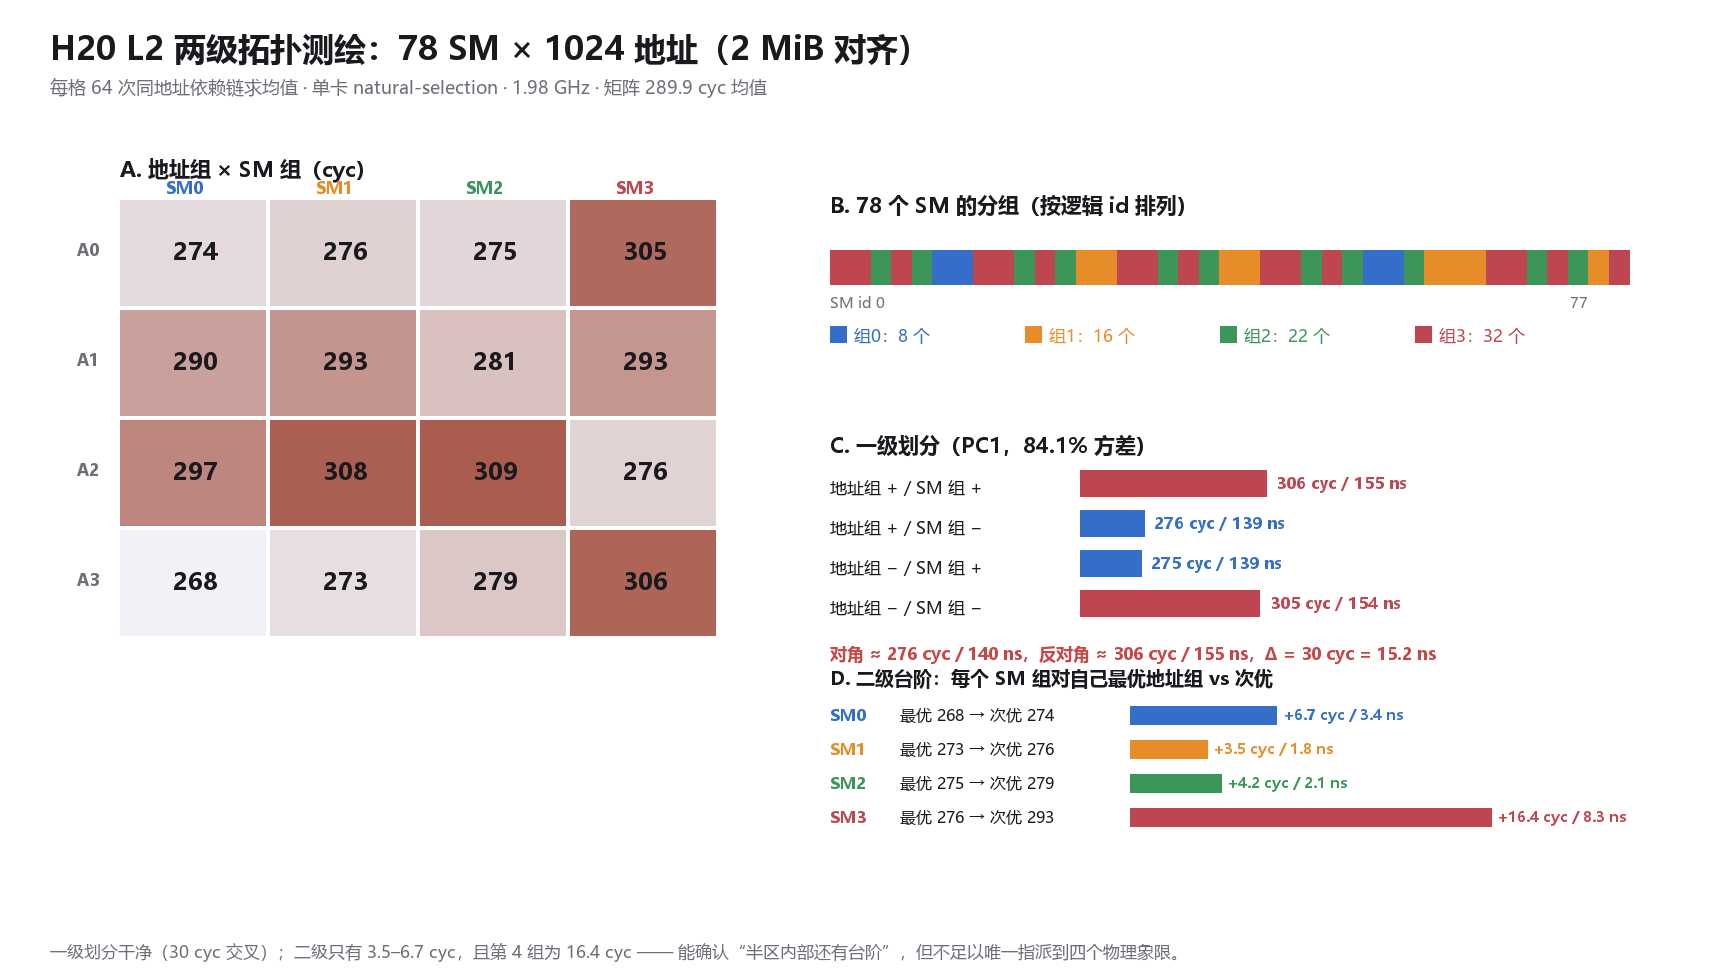 H20 L2 两级拓扑测绘：78 SM × 1024 地址（2 MiB 对齐）
每格 64 次同地址依赖链求均值 · 单卡 natural-selection · 1.98 GHz · 矩阵 289.9 cyc 均值
A. 地址组 × SM 组（cyc）
SM0 SM1 SM2 SM3
A0 274 276 275 305
A1 290 293 281 293
A2 297 308 309 276
A3 268 273 279 306
B. 78 个 SM 的分组（按逻辑 id 排列）
SM id 0 77
组0：8 个 组1：16 个 组2：22 个 组3：32 个
C. 一级划分（PC1，84.1% 方差）
地址组 + / SM 组 + 306 cyc / 155 ns
地址组 + / SM 组 − 276 cyc / 139 ns
地址组 − / SM 组 + 275 cyc / 139 ns
地址组 − / SM 组 − 305 cyc / 154 ns
对角 ≈ 276 cyc / 140 ns，反对角 ≈ 306 cyc / 155 ns，Δ = 30 cyc = 15.2 ns
D. 二级台阶：每个 SM 组对自己最优地址组 vs 次优
SM0 最优 268 → 次优 274 +6.7 cyc / 3.4 ns
SM1 最优 273 → 次优 276 +3.5 cyc / 1.8 ns
SM2 最优 275 → 次优 279 +4.2 cyc / 2.1 ns
SM3 最优 276 → 次优 293 +16.4 cyc / 8.3 ns
一级划分干净（30 cyc 交叉）；二级只有 3.5–6.7 cyc，且第 4 组为 16.4 cyc —— 能确认“半区内部还有台阶”，但不足以唯一指派到四个物理象限。